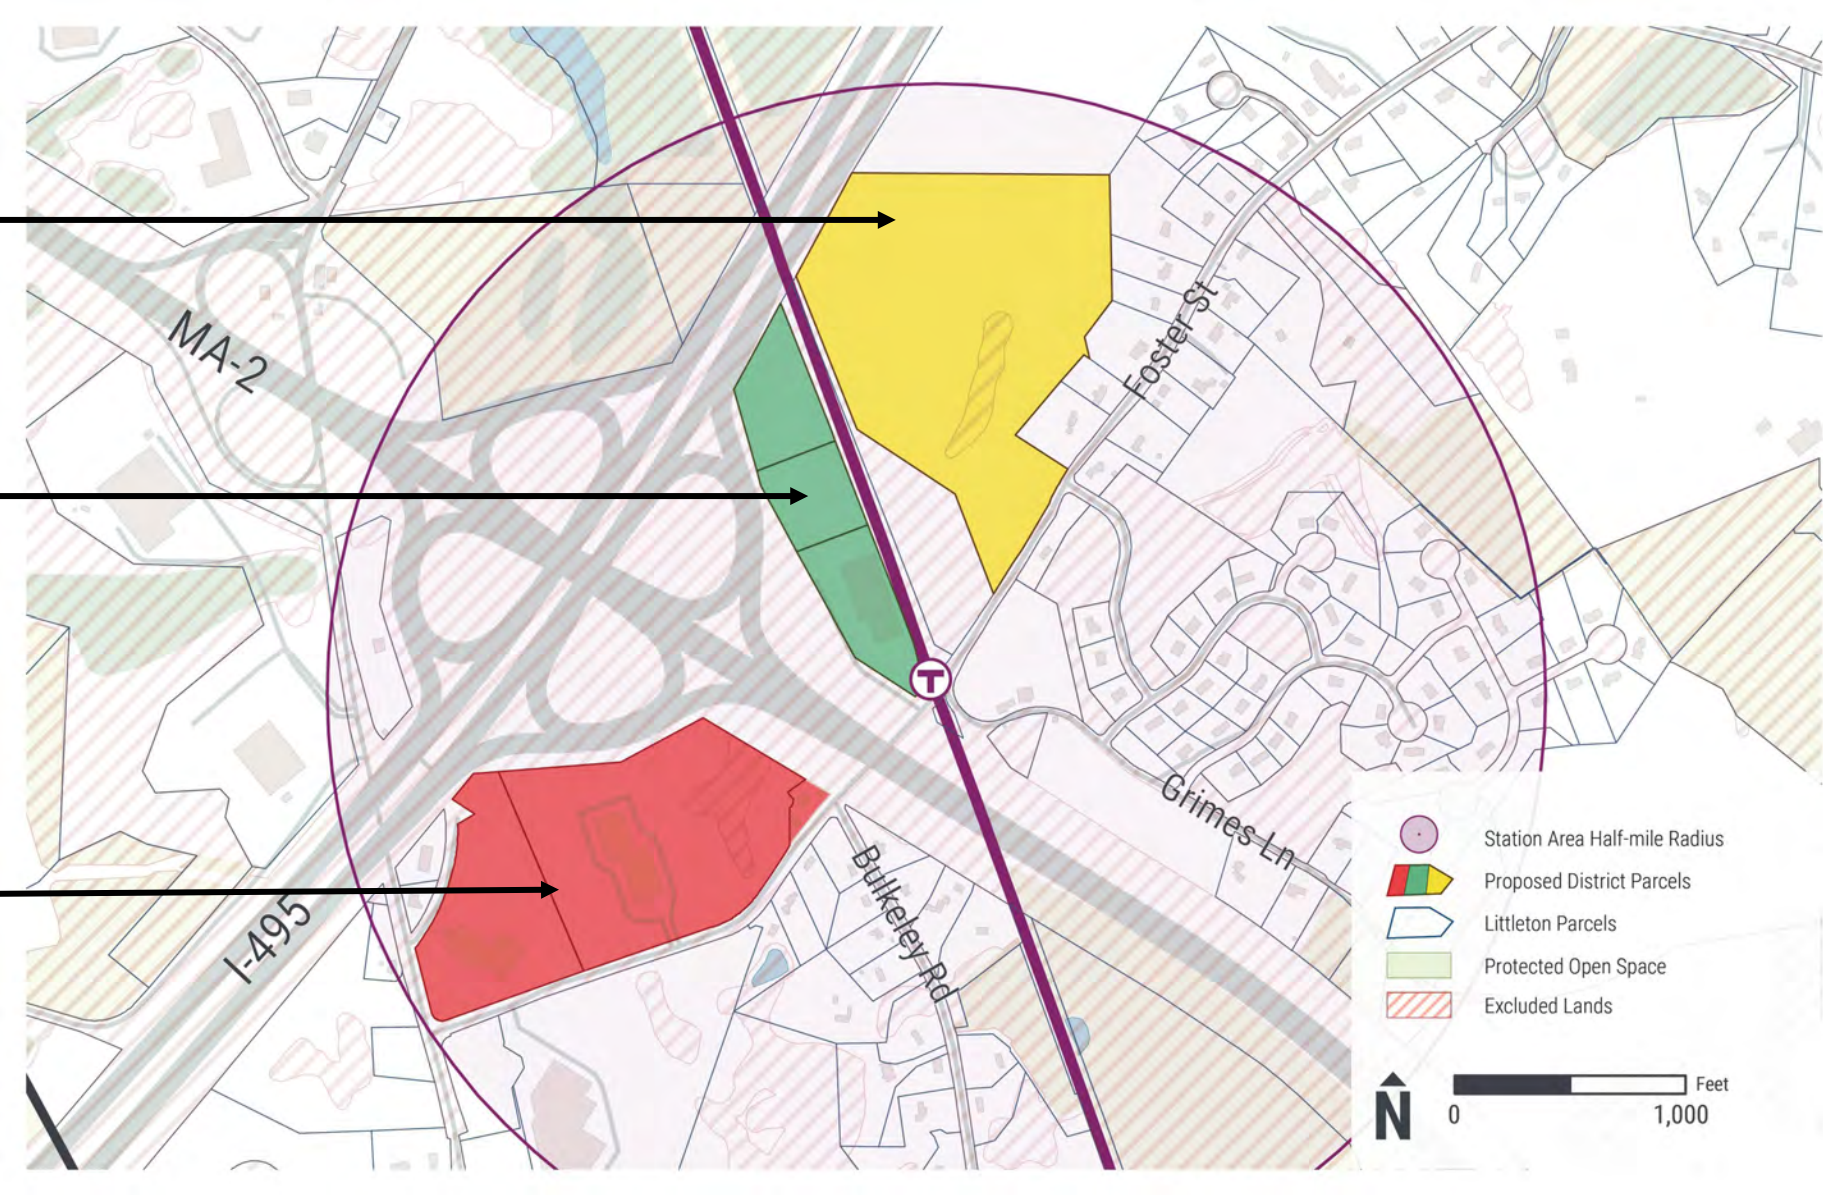 MA-2
Foster St
T
Grimes Ln
Bulkeley Rd
I-495
Station Area Half-mile Radius
Proposed District Parcels
Littleton Parcels
Protected Open Space
Excluded Lands
N
Feet
0
1,000